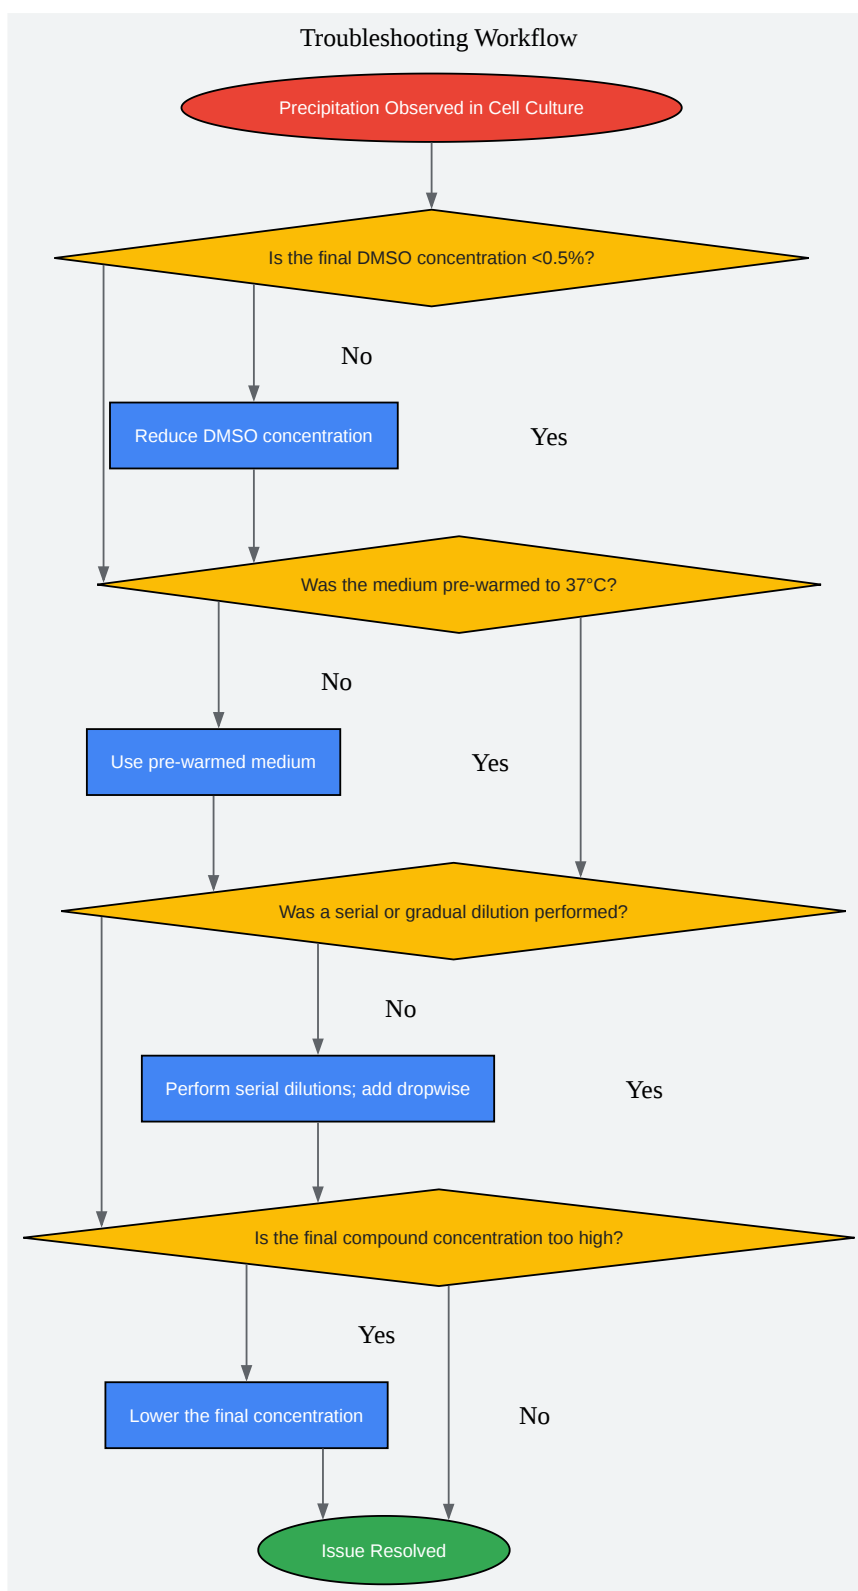 Troubleshooting Workflow
Precipitation Observed in Cell Culture
Is the final DMSO concentration <0.5%?
No
Reduce DMSO concentration
Yes
Was the medium pre-warmed to 37°C?
No
Use pre-warmed medium
Yes
Was a serial or gradual dilution performed?
No
Perform serial dilutions; add dropwise
Yes
Is the final compound concentration too high?
Yes
Lower the final concentration
No
Issue Resolved